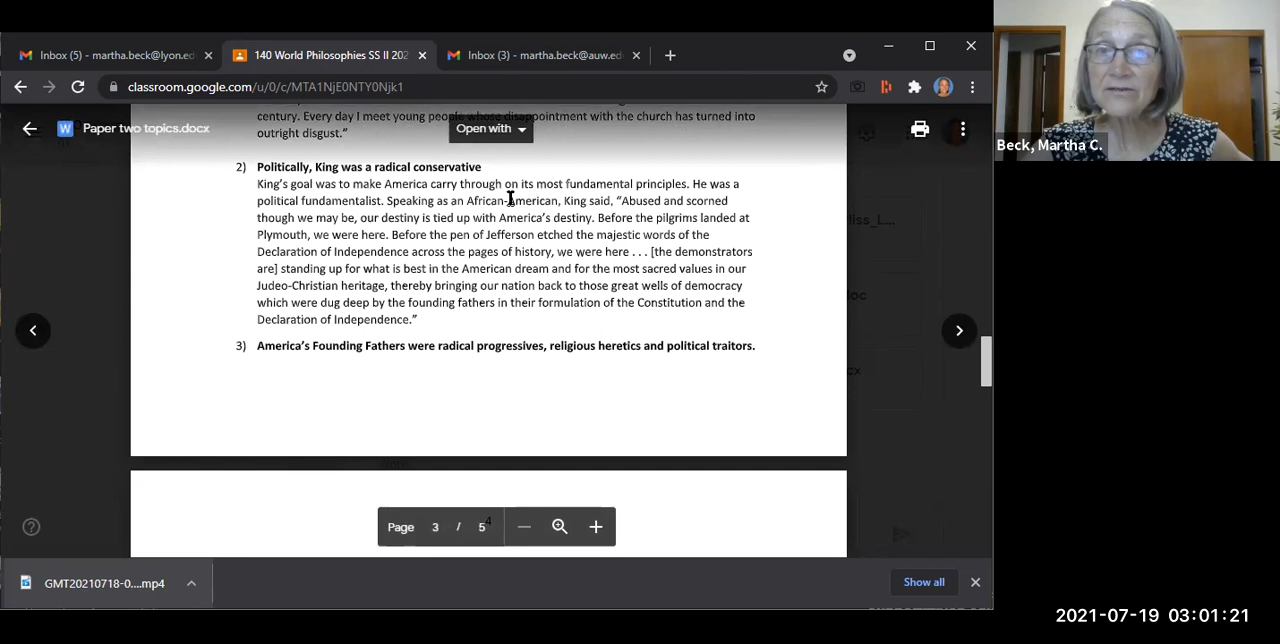 Inbox (5) - martha.beck@lyon.ed
140 World Philosophies SS II 202
Inbox (3) - martha.beck@auw.ed
classroom.google.com/u/0/c/MTA1NjE0NTY0Njk1
century. Every day I meet young people whose disappointment with the church has turned into
outright disgust.”
Paper two topics.docx
Open with
2) Politically, King was a radical conservative
King’s goal was to make America carry through on its most fundamental principles. He was a
political fundamentalist. Speaking as an African-American, King said, “Abused and scorned
though we may be, our destiny is tied up with America’s destiny. Before the pilgrims landed at
Plymouth, we were here. Before the pen of Jefferson etched the majestic words of the
Declaration of Independence across the pages of history, we were here . . . [the demonstrators
are] standing up for what is best in the American dream and for the most sacred values in our
Judeo-Christian heritage, thereby bringing our nation back to those great wells of democracy
which were dug deep by the founding fathers in their formulation of the Constitution and the
Declaration of Independence.”
3) America’s Founding Fathers were radical progressives, religious heretics and political traitors.
Page 3 / 5
4
GMT20210718-0....mp4
Show all
Beck, Martha C.
2021-07-19 03:01:21